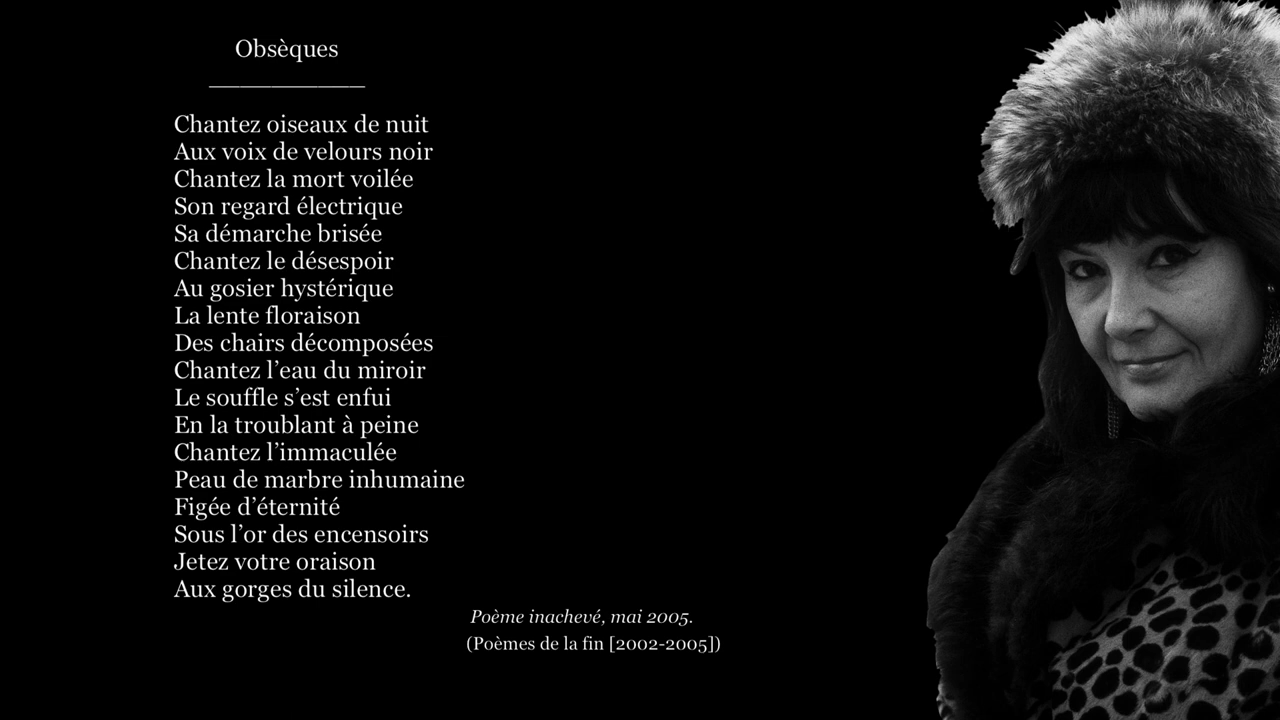 Obsèques
Chantez oiseaux de nuit
Aux voix de velours noir
Chantez la mort voilée
Son regard électrique
Sa démarche brisée
Chantez le désespoir
Au gosier hystérique
La lente floraison
Des chairs décomposées
Chantez l’eau du miroir
Le souffle s’est enfui
En la troublant à peine
Chantez l’immaculée
Peau de marbre inhumaine
Figée d’éternité
Sous l’or des encensoirs
Jetez votre oraison
Aux gorges du silence.
Poème inachevé, mai 2005.
(Poèmes de la fin [2002-2005])